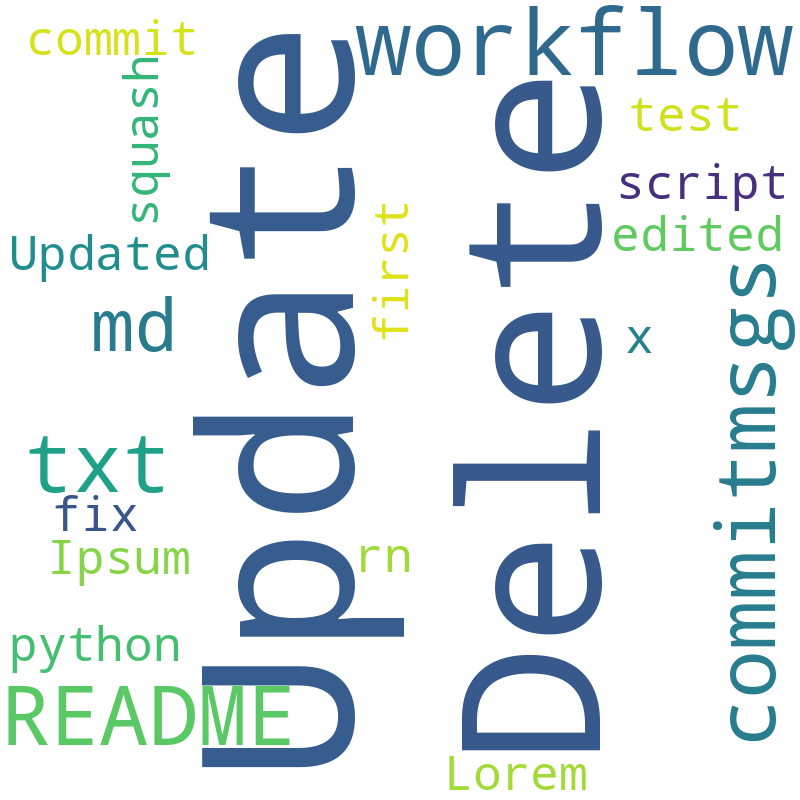 commit
workflow
squash
Update
Delete
test
script
edited
Updated
first
commitmsgs
md
x
txt
fix
Ipsum
rn
python
README
Lorem